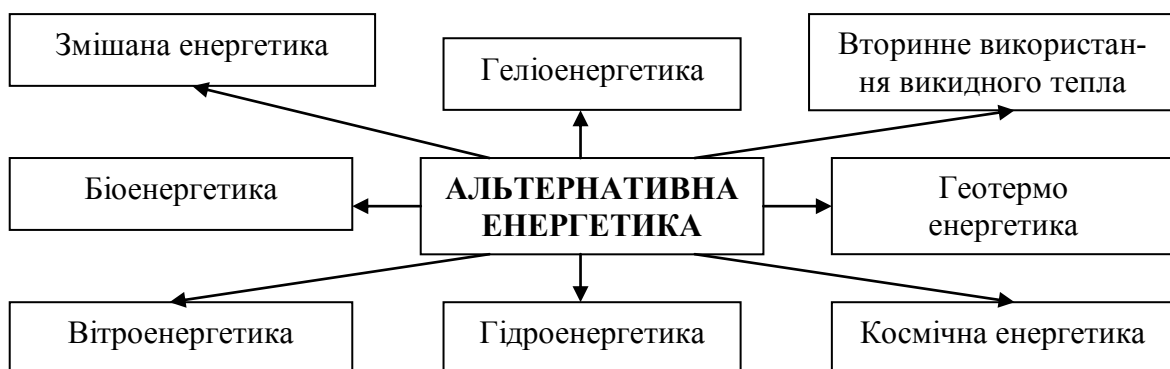 Змішана енергетика
Геліоенергетика
Вторинне використан-
ня викидного тепла
Біоенергетика
АЛЬТЕРНАТИВНА
ЕНЕРГЕТИКА
Геотермо
енергетика
Вітроенергетика
Гідроенергетика
Космічна енергетика